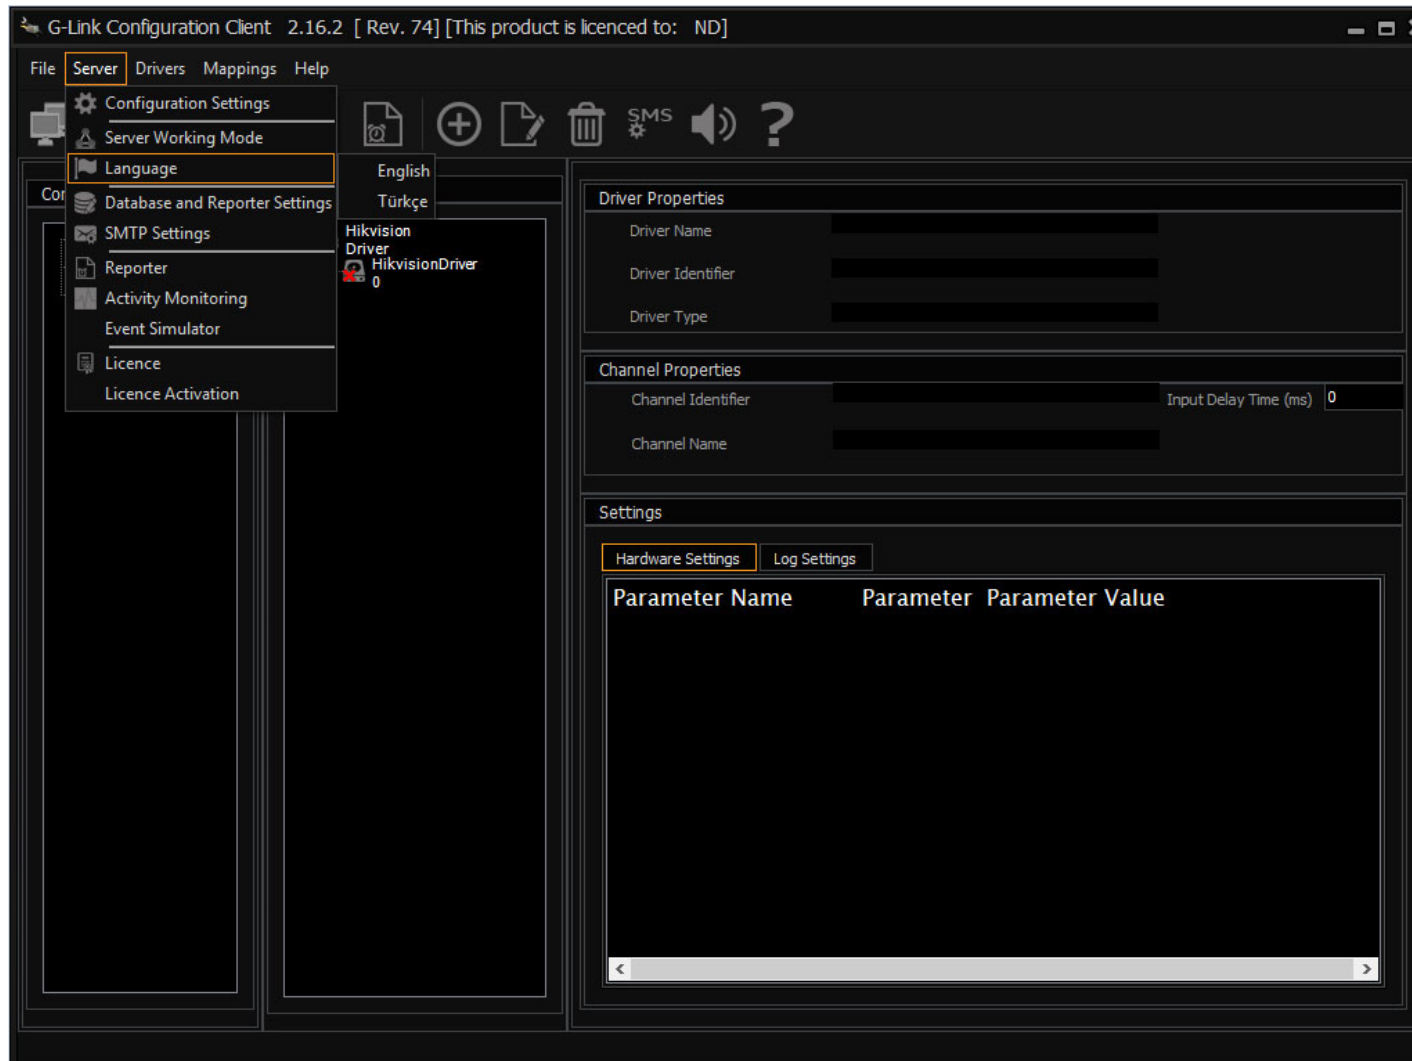 G-Link Configuration Client 2.16.2 [ Rev. 74] [This product is licenced to: ND]
File Server Drivers Mappings Help
Configuration Settings
Server Working Mode
Language
Database and Reporter Settings
SMTP Settings
Reporter
Activity Monitoring
Event Simulator
Licence
Licence Activation
English
Türkçe
SMS
?
Hikvision
Driver
HikvisionDriver
0
Driver Properties
Driver Name
Driver Identifier
Driver Type
Channel Properties
Channel Identifier
Input Delay Time (ms) 0
Channel Name
Settings
Hardware Settings Log Settings
Parameter Name Parameter Parameter Value